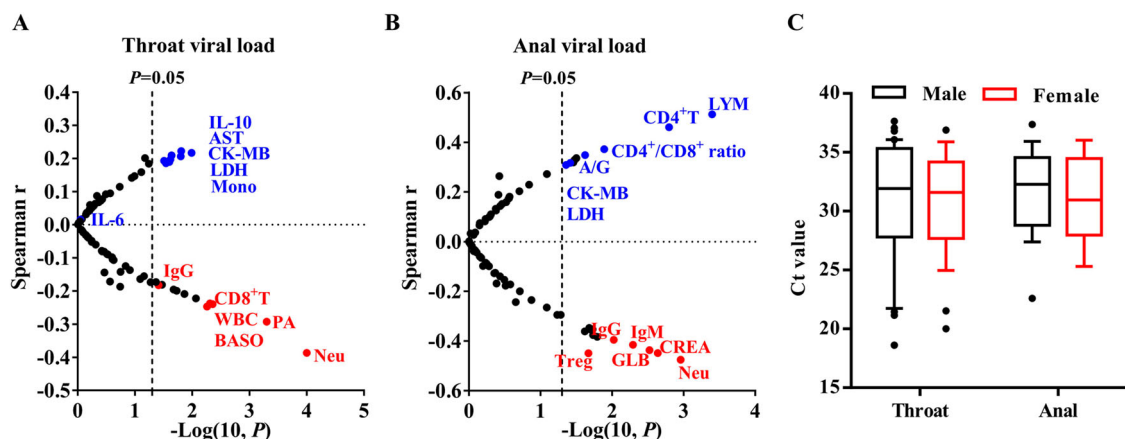 A
Throat viral load
P=0.05
Spearman r
0.4
0.3
0.2
0.1
0.0
-0.1
-0.2
-0.3
-0.4
-0.5
IL-10
AST
CK-MB
LDH
Mono
IL-6
IgG
CD8+T
WBC
BASO
PA
Neu
0 1 2 3 4 5
-Log(10, P)
B
Anal viral load
P=0.05
Spearman r
0.6
0.4
0.2
0.0
-0.2
-0.4
-0.6
LYM
CD4+T
CD4+/CD8+ ratio
A/G
CK-MB
LDH
IgG
IgM
Treg
GLB
CREA
Neu
0 1 2 3 4
-Log(10, P)
C
Male Female
Ct value
40
35
30
25
20
15
Throat Anal